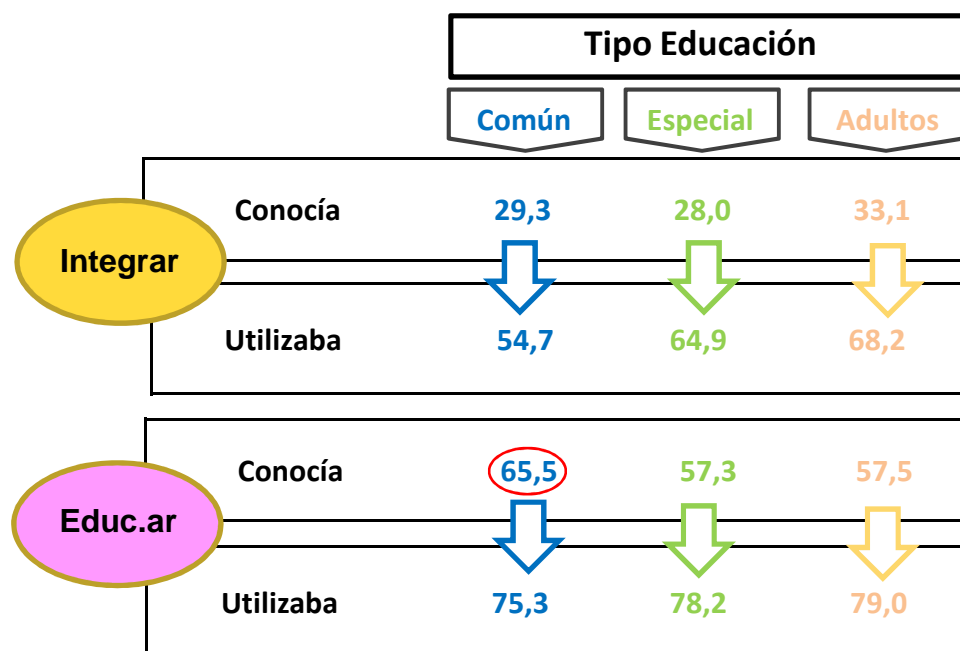 Tipo Educación
Común Especial Adultos
Conocía 29,3 28,0 33,1
Integrar
Utilizaba 54,7 64,9 68,2
Conocía 65,5 57,3 57,5
Educ.ar
Utilizaba 75,3 78,2 79,0